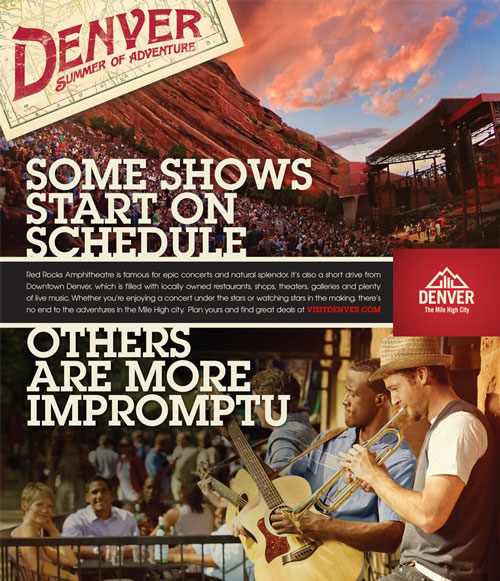 DENVER
SUMMER OF ADVENTURE
SOME SHOWS
START ON
SCHEDULE
Red Rocks Amphitheatre is famous for epic concerts and natural splendor. It's also a short drive from
Downtown Denver, which is filled with locally owned restaurants, shops, theaters, galleries and plenty
of live music. Whether you're enjoying a concert under the stars or watching stars in the making, there's
no end to the adventures in the Mile High city. Plan yours and find great deals at VISITDENVER.COM
DENVER
The Mile High City
OTHERS
ARE MORE
IMPROMPTU